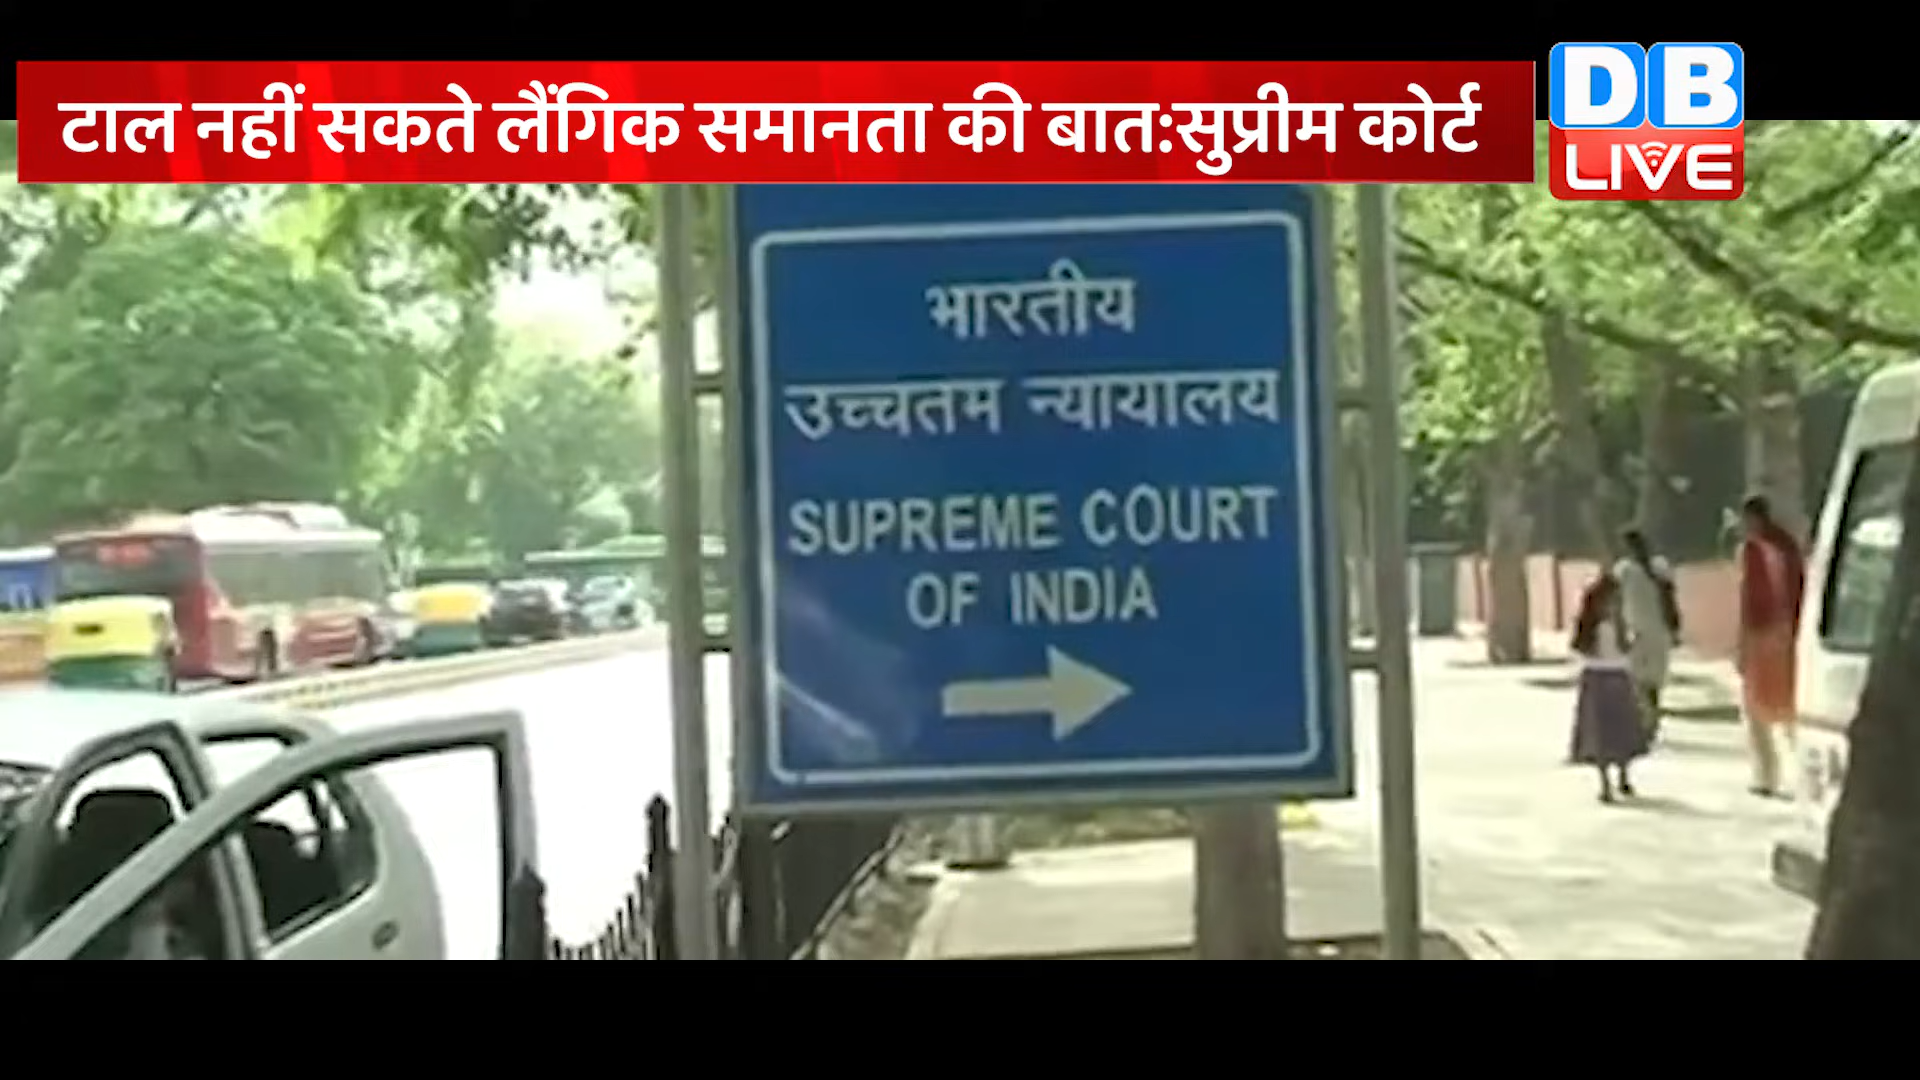 टाल नहीं सकते लैंगिक समानता की बात:सुप्रीम कोर्ट
DB
LIVE
भारतीय
उच्चतम न्यायालय
SUPREME COURT
OF INDIA